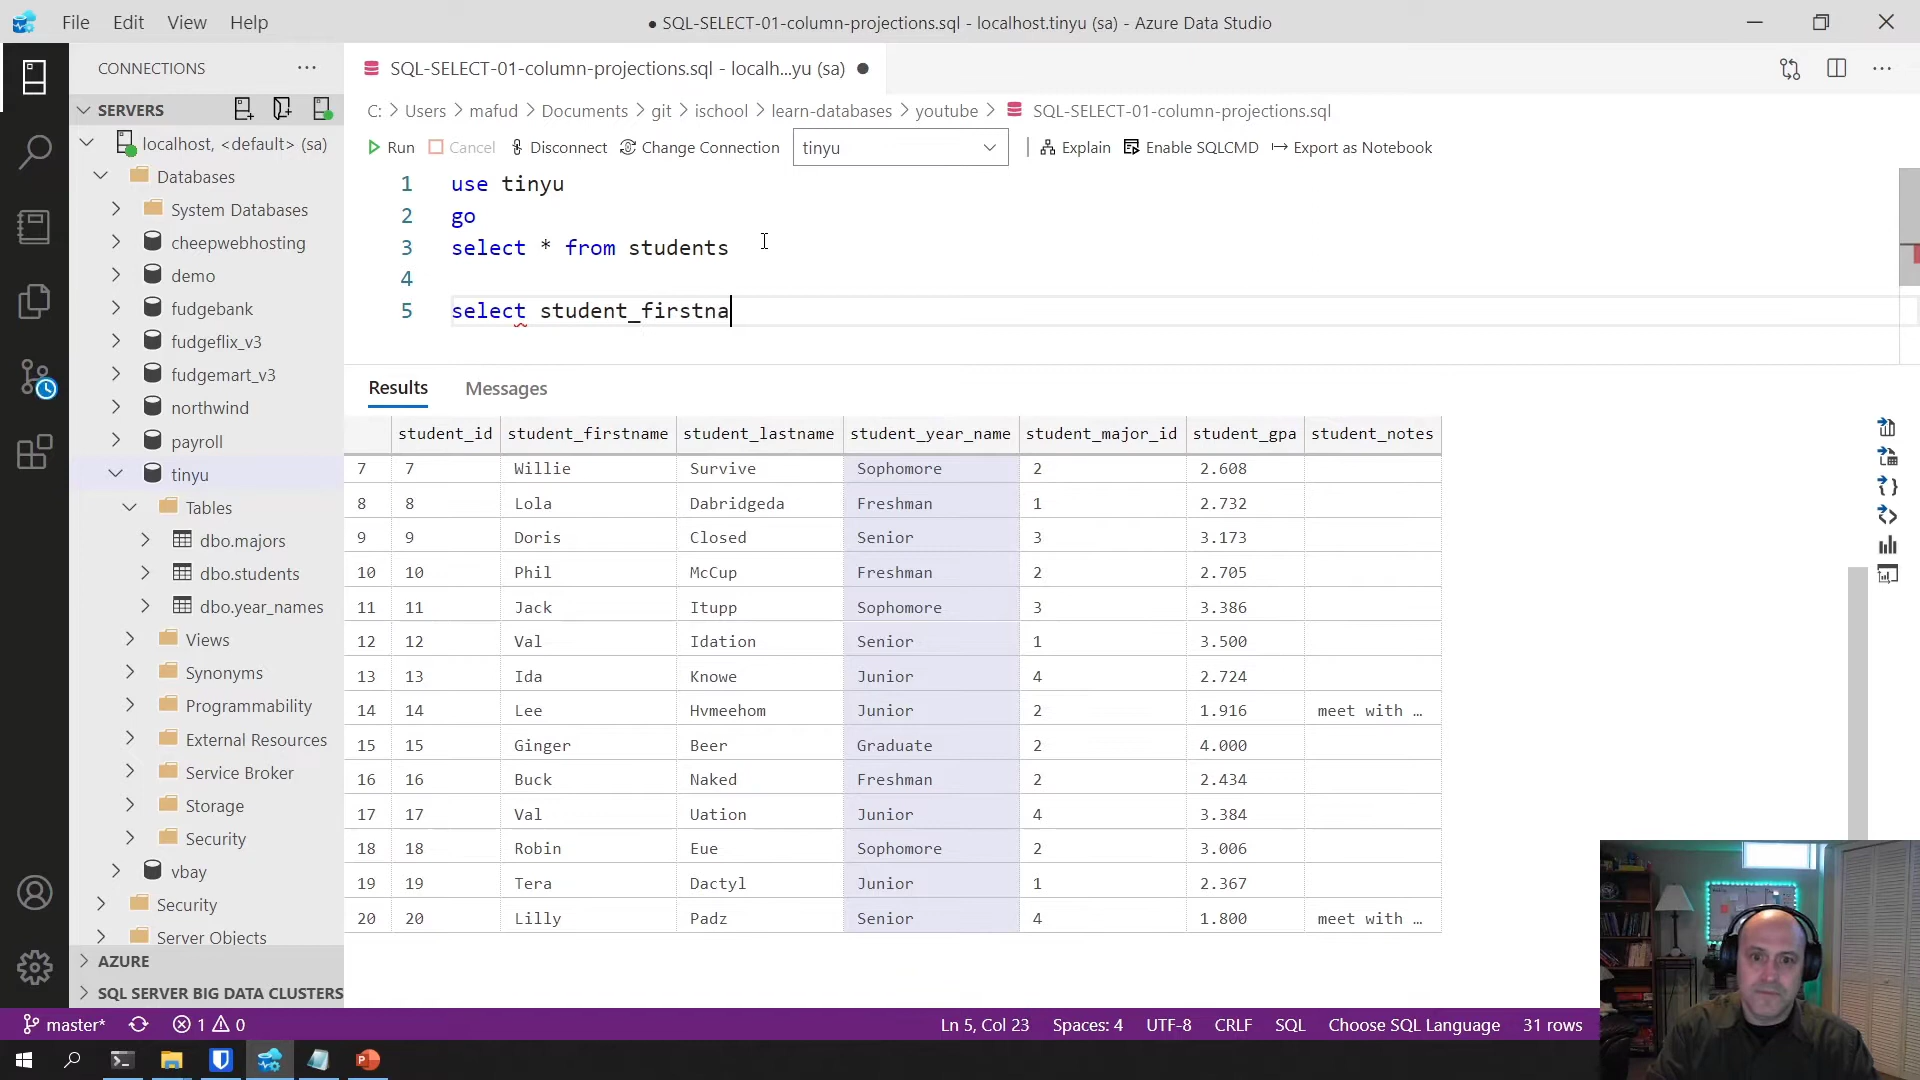 File Edit View Help
● SQL-SELECT-01-column-projections.sql - localhost.tinyu (sa) - Azure Data Studio
CONNECTIONS
SQL-SELECT-01-column-projections.sql - localh...yu (sa)
SERVERS
C: > Users > mafud > Documents > git > ischool > learn-databases > youtube > SQL-SELECT-01-column-projections.sql
localhost, <default> (sa)
Run Cancel Disconnect Change Connection tinyu Explain Enable SQLCMD Export as Notebook
Databases
System Databases
cheepwebhosting
demo
fudgebank
fudgeflix_v3
fudgemart_v3
northwind
payroll
tinyu
Tables
dbo.majors
dbo.students
dbo.year_names
Views
Synonyms
Programmability
External Resources
Service Broker
Storage
Security
vbay
Security
Server Objects
AZURE
SQL SERVER BIG DATA CLUSTERS
1 use tinyu
2 go
3 select * from students
4
5 select student_firstna
Results Messages
student_id student_firstname student_lastname student_year_name student_major_id student_gpa student_notes
7 7 Willie Survive Sophomore 2 2.608
8 8 Lola Dabridgeda Freshman 1 2.732
9 9 Doris Closed Senior 3 3.173
10 10 Phil McCup Freshman 2 2.705
11 11 Jack Itupp Sophomore 3 3.386
12 12 Val Idation Senior 1 3.500
13 13 Ida Knowe Junior 4 2.724
14 14 Lee Hvmeehom Junior 2 1.916 meet with ...
15 15 Ginger Beer Graduate 2 4.000
16 16 Buck Naked Freshman 2 2.434
17 17 Val Uation Junior 4 3.384
18 18 Robin Eue Sophomore 2 3.006
19 19 Tera Dactyl Junior 1 2.367
20 20 Lilly Padz Senior 4 1.800 meet with ...
master* 1 0 Ln 5, Col 23 Spaces: 4 UTF-8 CRLF SQL Choose SQL Language 31 rows